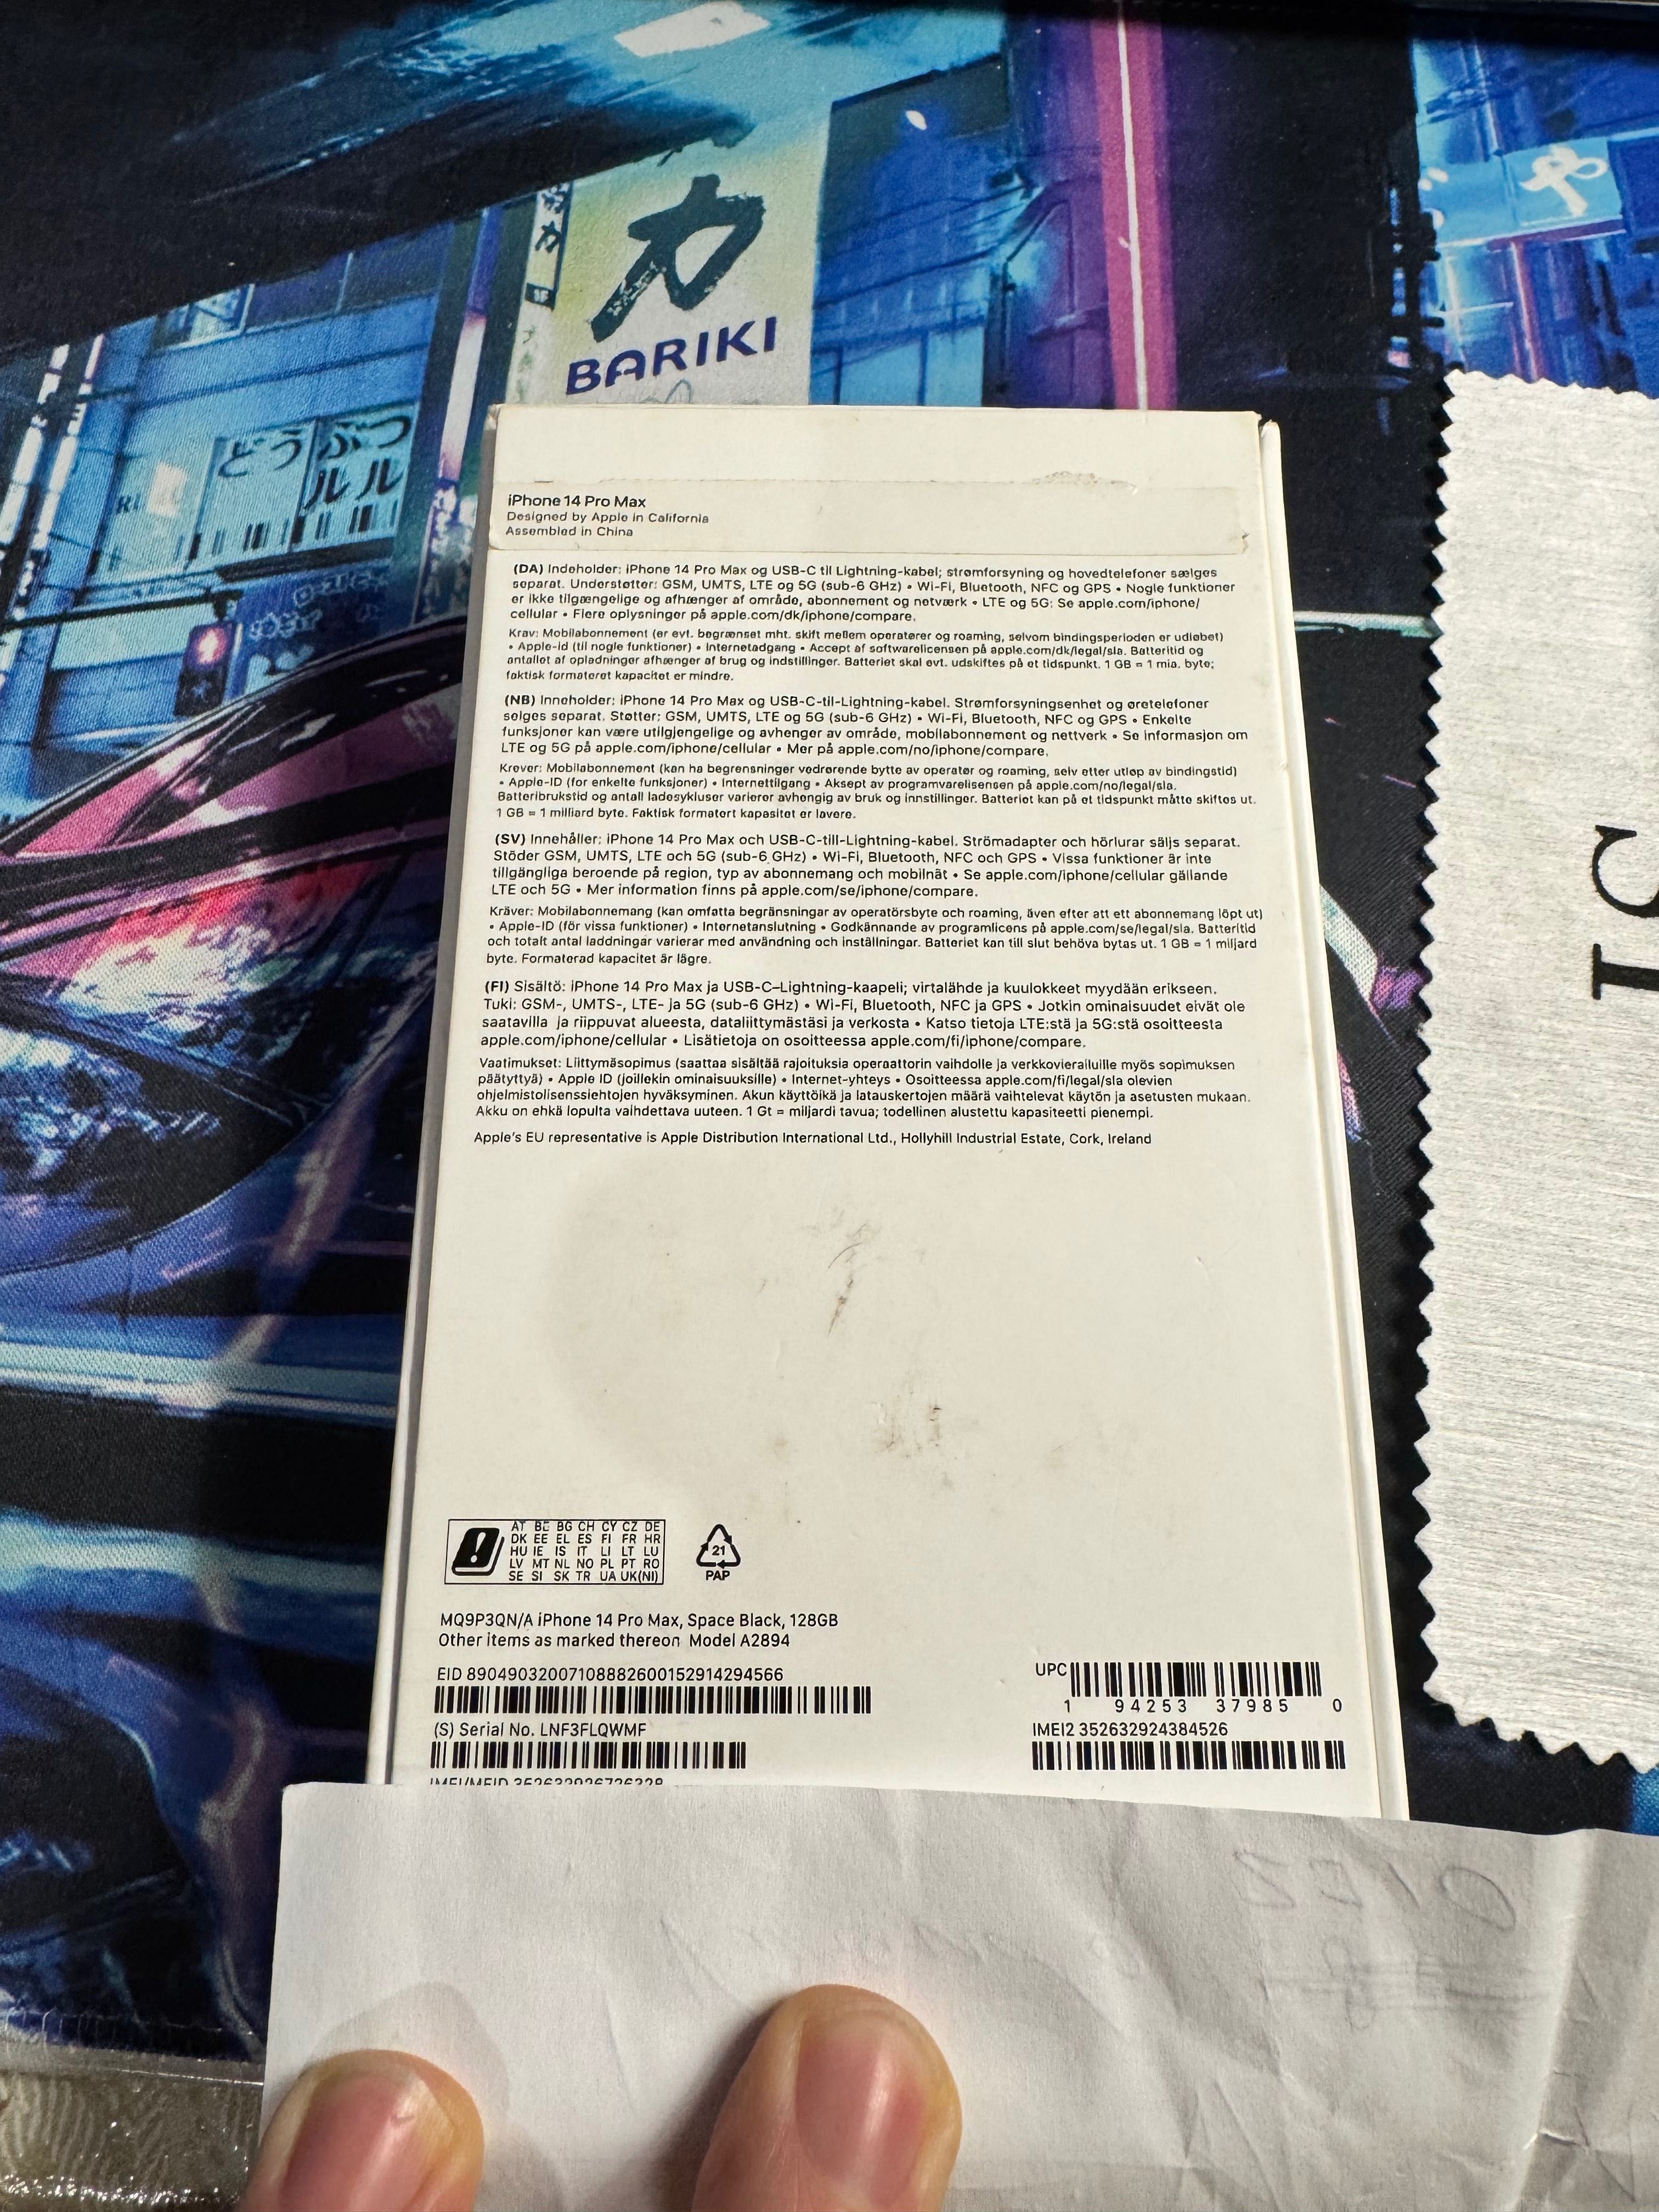 力
BARIKI
1F
や
どうぶつ
ルル
iPhone 14 Pro Max
Designed by Apple in California
Assembled in China
(DA) Indeholder: iPhone 14 Pro Max og USB-C til Lightning-kabel; strømforsyning og hovedtelefoner sælges
separat. Understøtter: GSM, UMTS, LTE og 5G (sub-6 GHz) • Wi-Fi, Bluetooth, NFC og GPS • Nogle funktioner
er ikke tilgængelige og afhænger af område, abonnement og netværk • LTE og 5G: Se apple.com/iphone/
cellular • Flere oplysninger på apple.com/dk/iphone/compare.
Krav: Mobilabonnement (er evt. begrænset mht. skift mellem operatører og roaming, selvom bindingsperioden er udløbet)
• Apple-id (til nogle funktioner) • Internetadgang • Accept af softwarelicensen på apple.com/dk/legal/sla. Batteritid og
antallet af opladninger afhænger af brug og indstillinger. Batteriet skal evt. udskiftes på et tidspunkt. 1 GB = 1 mia. byte;
faktisk formateret kapacitet er mindre.
(NB) Inneholder: iPhone 14 Pro Max og USB-C-til-Lightning-kabel. Strømforsyningsenhet og øretelefoner
selges separat. Støtter: GSM, UMTS, LTE og 5G (sub-6 GHz) • Wi-Fi, Bluetooth, NFC og GPS • Enkelte
funksjoner kan være utilgjengelige og avhenger av område, mobilabonnement og nettverk • Se informasjon om
LTE og 5G på apple.com/iphone/cellular • Mer på apple.com/no/iphone/compare.
Krever: Mobilabonnement (kan ha begrensninger vedrørende bytte av operatør og roaming, selv etter utløp av bindingstid)
• Apple-ID (for enkelte funksjoner) • Internettilgang • Aksept av programvarelisensen på apple.com/no/legal/sla.
Batteribrukstid og antall ladesykluser varierer avhengig av bruk og innstillinger. Batteriet kan på et tidspunkt måtte skiftes ut.
1 GB = 1 milliard byte. Faktisk formatert kapasitet er lavere.
(SV) Innehåller: iPhone 14 Pro Max och USB-C-till-Lightning-kabel. Strömadapter och hörlurar säljs separat.
Stöder GSM, UMTS, LTE och 5G (sub-6 GHz) • Wi-Fi, Bluetooth, NFC och GPS • Vissa funktioner är inte
tillgängliga beroende på region, typ av abonnemang och mobilnät • Se apple.com/iphone/cellular gällande
LTE och 5G • Mer information finns på apple.com/se/iphone/compare.
Kräver: Mobilabonnemang (kan omfatta begränsningar av operatörsbyte och roaming, även efter att ett abonnemang löpt ut)
• Apple-ID (för vissa funktioner) • Internetanslutning • Godkännande av programlicens på apple.com/se/legal/sla. Batteritid
och totalt antal laddningar varierar med användning och inställningar. Batteriet kan till slut behöva bytas ut. 1 GB = 1 miljard
byte. Formaterad kapacitet är lägre.
(FI) Sisältö: iPhone 14 Pro Max ja USB-C–Lightning-kaapeli; virtalähde ja kuulokkeet myydään erikseen.
Tuki: GSM-, UMTS-, LTE- ja 5G (sub-6 GHz) • Wi-Fi, Bluetooth, NFC ja GPS • Jotkin ominaisuudet eivät ole
saatavilla ja riippuvat alueesta, dataliittymästäsi ja verkosta • Katso tietoja LTE:stä ja 5G:stä osoitteesta
apple.com/iphone/cellular • Lisätietoja on osoitteessa apple.com/fi/iphone/compare.
Vaatimukset: Liittymäsopimus (saattaa sisältää rajoituksia operaattorin vaihdolle ja verkkovierailuille myös sopimuksen
päätyttyä) • Apple ID (joillekin ominaisuuksille) • Internet-yhteys • Osoitteessa apple.com/fi/legal/sla olevien
ohjelmistolisenssiehtojen hyväksyminen. Akun käyttöikä ja latauskertojen määrä vaihtelevat käytön ja asetusten mukaan.
Akku on ehkä lopulta vaihdettava uuteen. 1 Gt = miljardi tavua; todellinen alustettu kapasiteetti pienempi.
Apple's EU representative is Apple Distribution International Ltd., Hollyhill Industrial Estate, Cork, Ireland
AT BE BG CH CY CZ DE
DK EE EL ES FI FR HR
HU IE IS IT LI LT LU
LV MT NL NO PL PT RO
SE SI SK TR UA UK(NI)
21
PAP
MQ9P3QN/A iPhone 14 Pro Max, Space Black, 128GB
Other items as marked thereon Model A2894
EID 89049032007108882600152914294566
UPC
1 94253 37985 0
(S) Serial No. LNF3FLQWMF
IMEI2 352632924384526
IMEI/MEID 352632926726328
IS